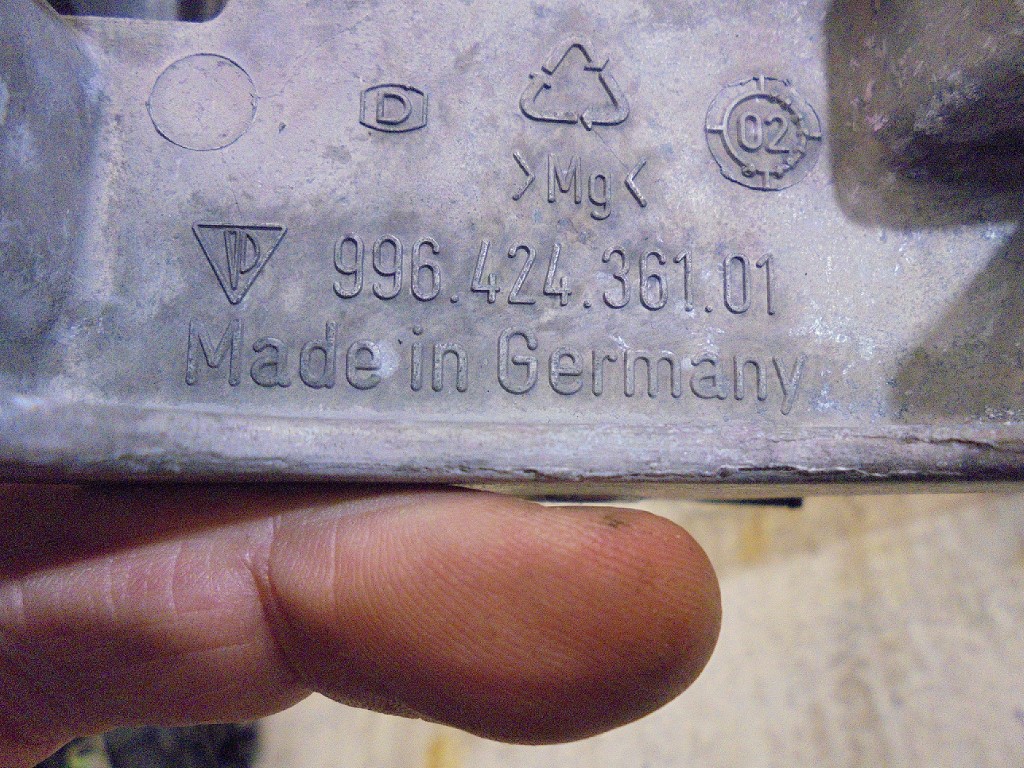 D
02
>Mg<
996.424.361.01
Made in Germany